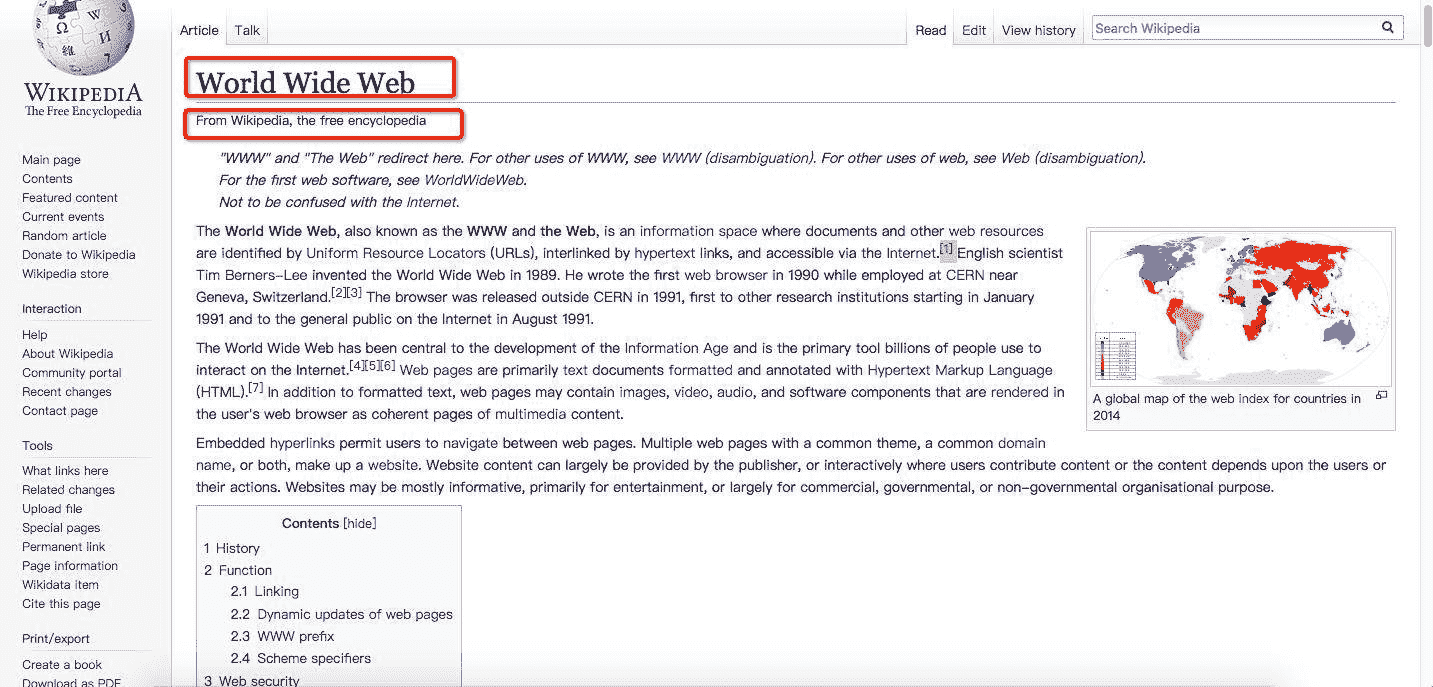 Article Talk Read Edit View history Search Wikipedia
WIKIPEDIA
The Free Encyclopedia
Main page
Contents
Featured content
Current events
Random article
Donate to Wikipedia
Wikipedia store
Interaction
Help
About Wikipedia
Community portal
Recent changes
Contact page
Tools
What links here
Related changes
Upload file
Special pages
Permanent link
Page information
Wikidata item
Cite this page
Print/export
Create a book
Download as PDF
World Wide Web
From Wikipedia, the free encyclopedia
"WWW" and "The Web" redirect here. For other uses of WWW, see WWW (disambiguation). For other uses of web, see Web (disambiguation).
For the first web software, see WorldWideWeb.
Not to be confused with the Internet.
The World Wide Web, also known as the WWW and the Web, is an information space where documents and other web resources
are identified by Uniform Resource Locators (URLs), interlinked by hypertext links, and accessible via the Internet.[1] English scientist
Tim Berners-Lee invented the World Wide Web in 1989. He wrote the first web browser in 1990 while employed at CERN near
Geneva, Switzerland.[2][3] The browser was released outside CERN in 1991, first to other research institutions starting in January
1991 and to the general public on the Internet in August 1991.
The World Wide Web has been central to the development of the Information Age and is the primary tool billions of people use to
interact on the Internet.[4][5][6] Web pages are primarily text documents formatted and annotated with Hypertext Markup Language
(HTML).[7] In addition to formatted text, web pages may contain images, video, audio, and software components that are rendered in
the user's web browser as coherent pages of multimedia content.
Embedded hyperlinks permit users to navigate between web pages. Multiple web pages with a common theme, a common domain
name, or both, make up a website. Website content can largely be provided by the publisher, or interactively where users contribute content or the content depends upon the users or
their actions. Websites may be mostly informative, primarily for entertainment, or largely for commercial, governmental, or non-governmental organisational purpose.
A global map of the web index for countries in
2014
Contents [hide]
1 History
2 Function
2.1 Linking
2.2 Dynamic updates of web pages
2.3 WWW prefix
2.4 Scheme specifiers
3 Web security